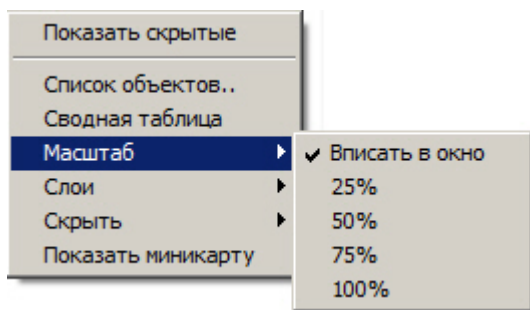 Показать скрытые
Список объектов..
Сводная таблица
Масштаб
Слои
Скрыть
Показать миникарту
Вписать в окно
25%
50%
75%
100%